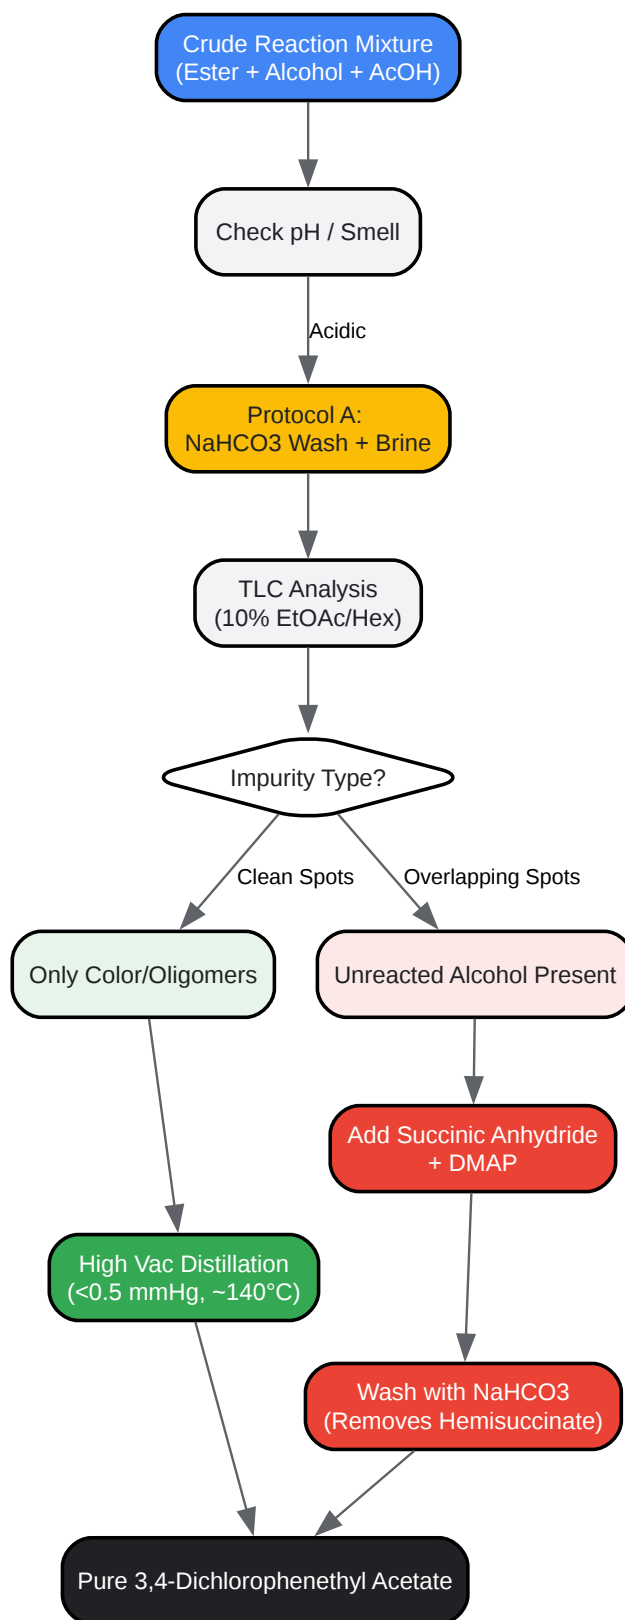 Crude Reaction Mixture
(Ester + Alcohol + AcOH)
Check pH / Smell
Acidic
Protocol A:
NaHCO3 Wash + Brine
TLC Analysis
(10% EtOAc/Hex)
Impurity Type?
Clean Spots
Overlapping Spots
Only Color/Oligomers
Unreacted Alcohol Present
Add Succinic Anhydride
+ DMAP
High Vac Distillation
(<0.5 mmHg, ~140°C)
Wash with NaHCO3
(Removes Hemisuccinate)
Pure 3,4-Dichlorophenethyl Acetate